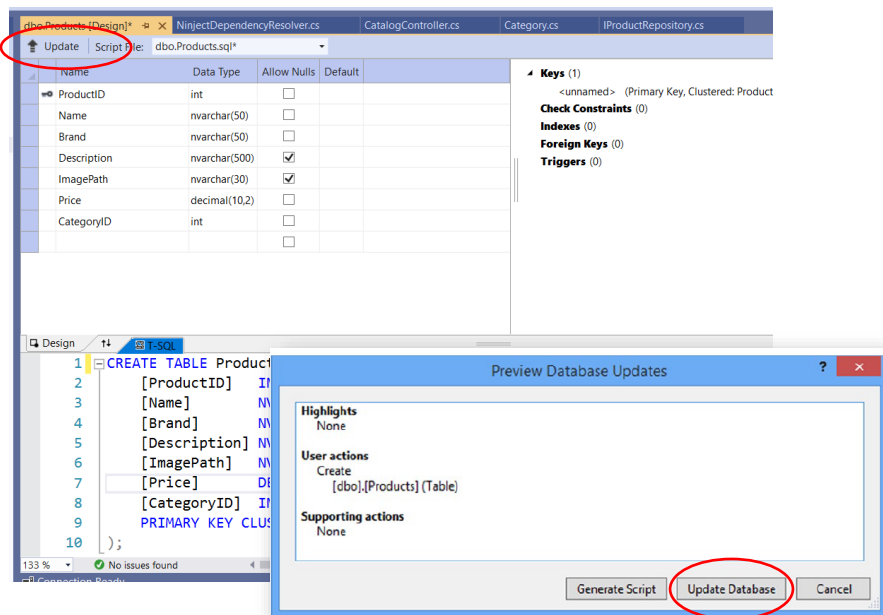 dbo.Products [Design]* NinjectDependencyResolver.cs CatalogController.cs Category.cs IProductRepository.cs
Update Script File: dbo.Products.sql*
Name Data Type Allow Nulls Default
ProductID int
Name nvarchar(50)
Brand nvarchar(50)
Description nvarchar(500)
ImagePath nvarchar(30)
Price decimal(10,2)
CategoryID int
Keys (1)
<unnamed> (Primary Key, Clustered: Product
Check Constraints (0)
Indexes (0)
Foreign Keys (0)
Triggers (0)
Design T-SQL
1 CREATE TABLE Product
2 [ProductID] IN
3 [Name] NV
4 [Brand] NV
5 [Description] NV
6 [ImagePath] NV
7 [Price] DE
8 [CategoryID] IN
9 PRIMARY KEY CLUS
10 );
133 % No issues found
Connection Ready
Preview Database Updates ?
Highlights
None
User actions
Create
[dbo].[Products] (Table)
Supporting actions
None
Generate Script Update Database Cancel